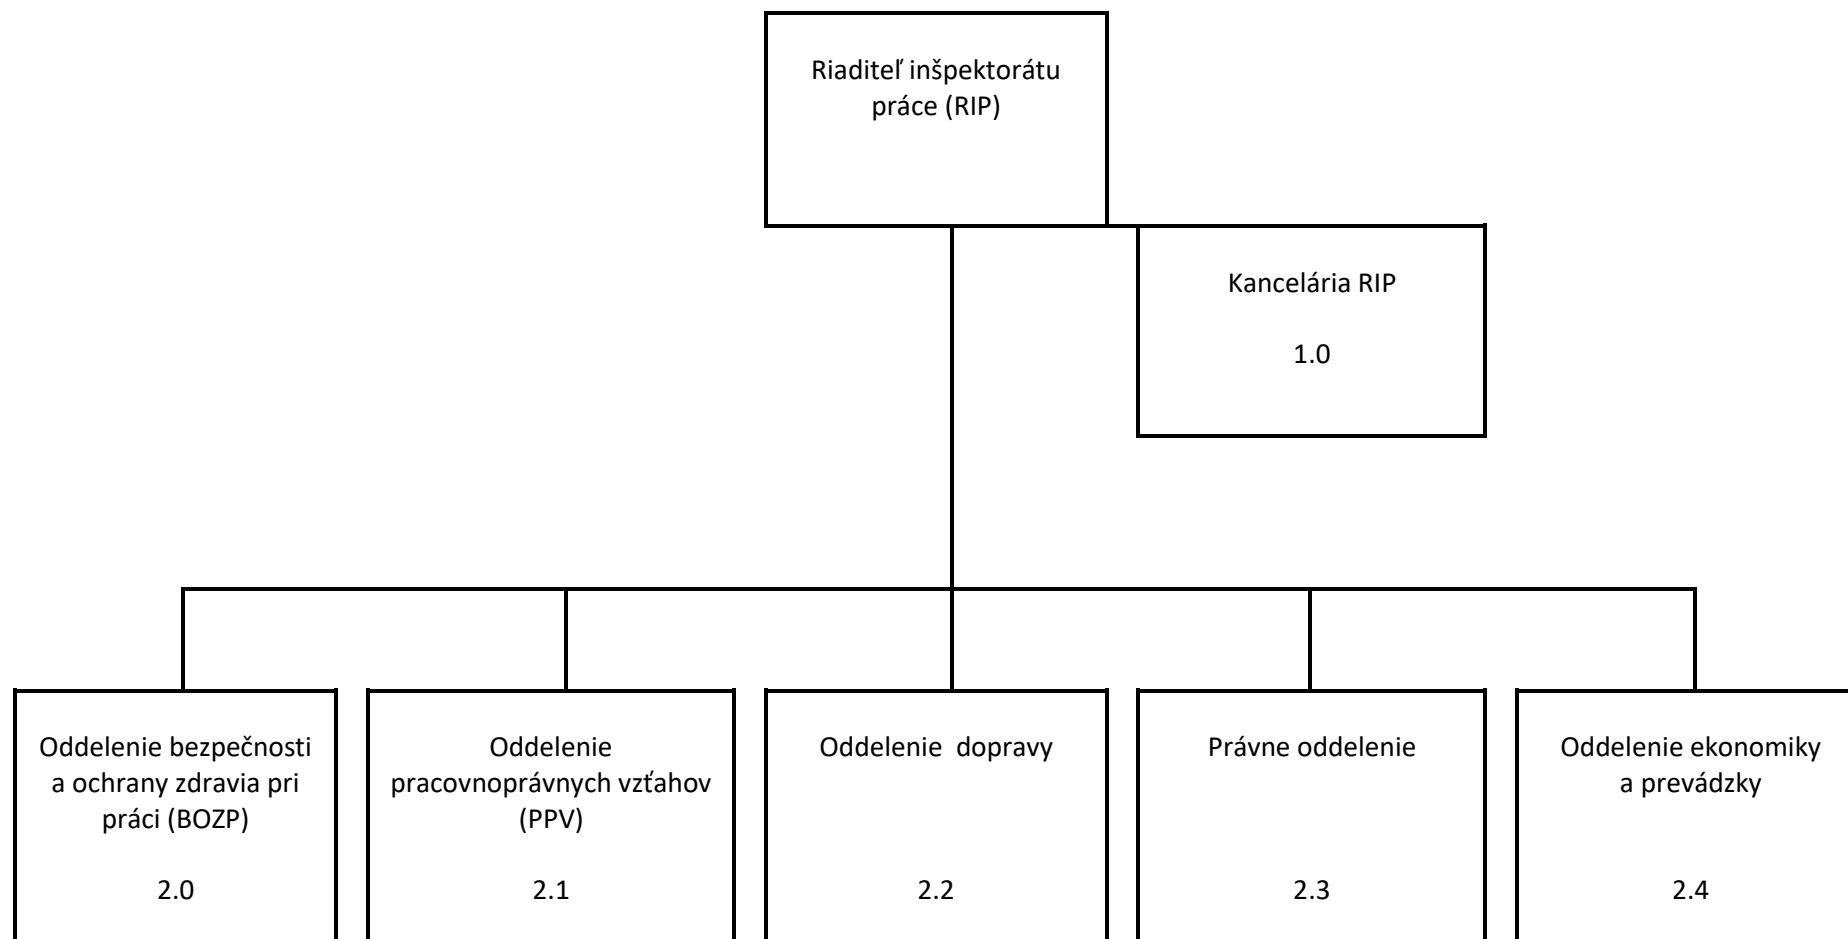 Riaditeľ inšpektorátu
práce (RIP)
Kancelária RIP
1.0
Oddelenie bezpečnosti
a ochrany zdravia pri
práci (BOZP)
2.0
Oddelenie
pracovnoprávnych vzťahov
(PPV)
2.1
Oddelenie  dopravy
2.2
Právne oddelenie
2.3
Oddelenie ekonomiky
a prevádzky
2.4